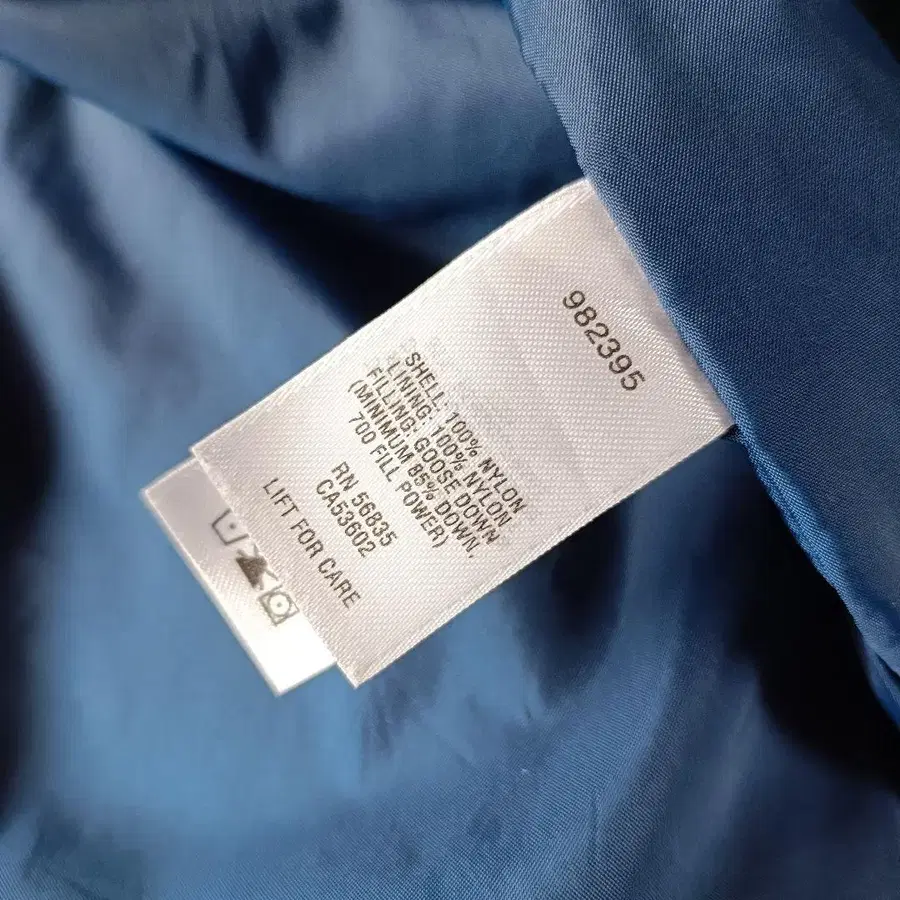 982395
SHELL: 100% NYLON
LINING: 100% NYLON
FILLING: GOOSE DOWN
(MINIMUM 85% DOWN,
700 FILL POWER)
RN 56835
CA53602
LIFT FOR CARE